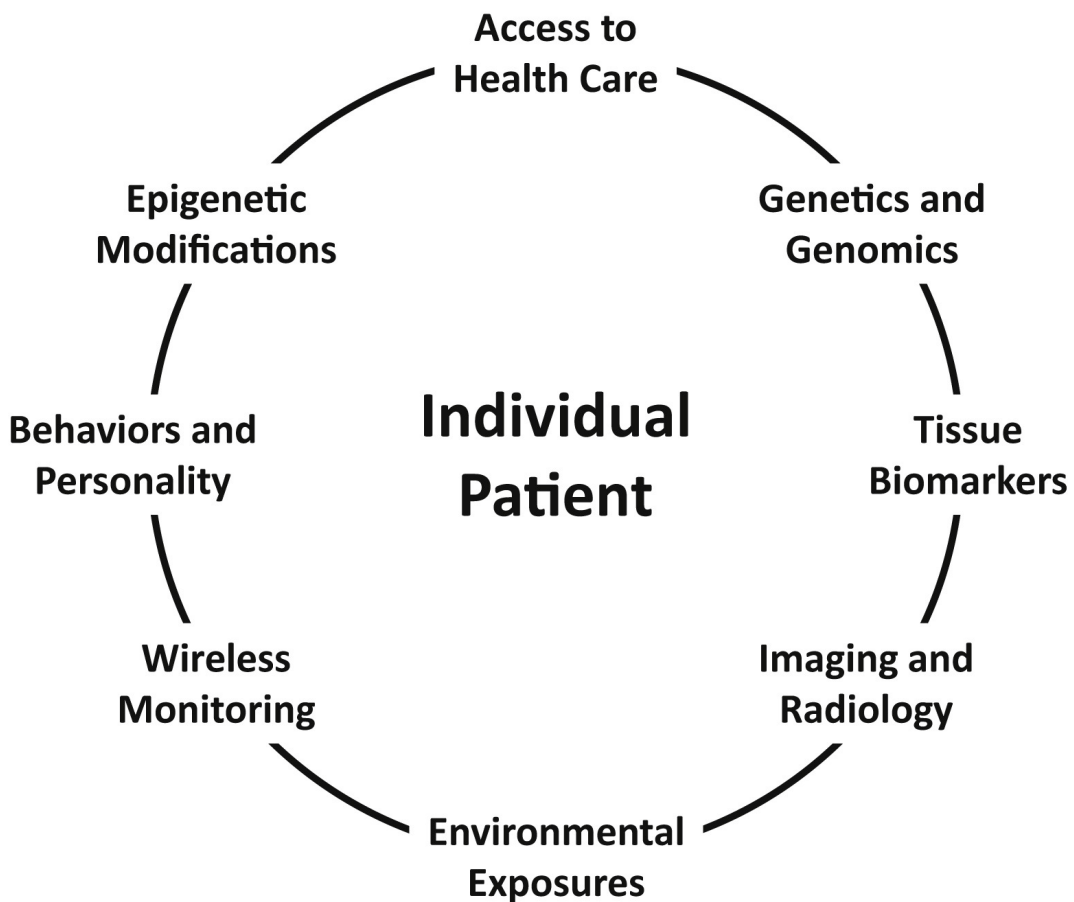 Access to
Health Care
Epigenetic
Modifications
Genetics and
Genomics
Individual
Patient
Behaviors and
Personality
Tissue
Biomarkers
Wireless
Monitoring
Imaging and
Radiology
Environmental
Exposures